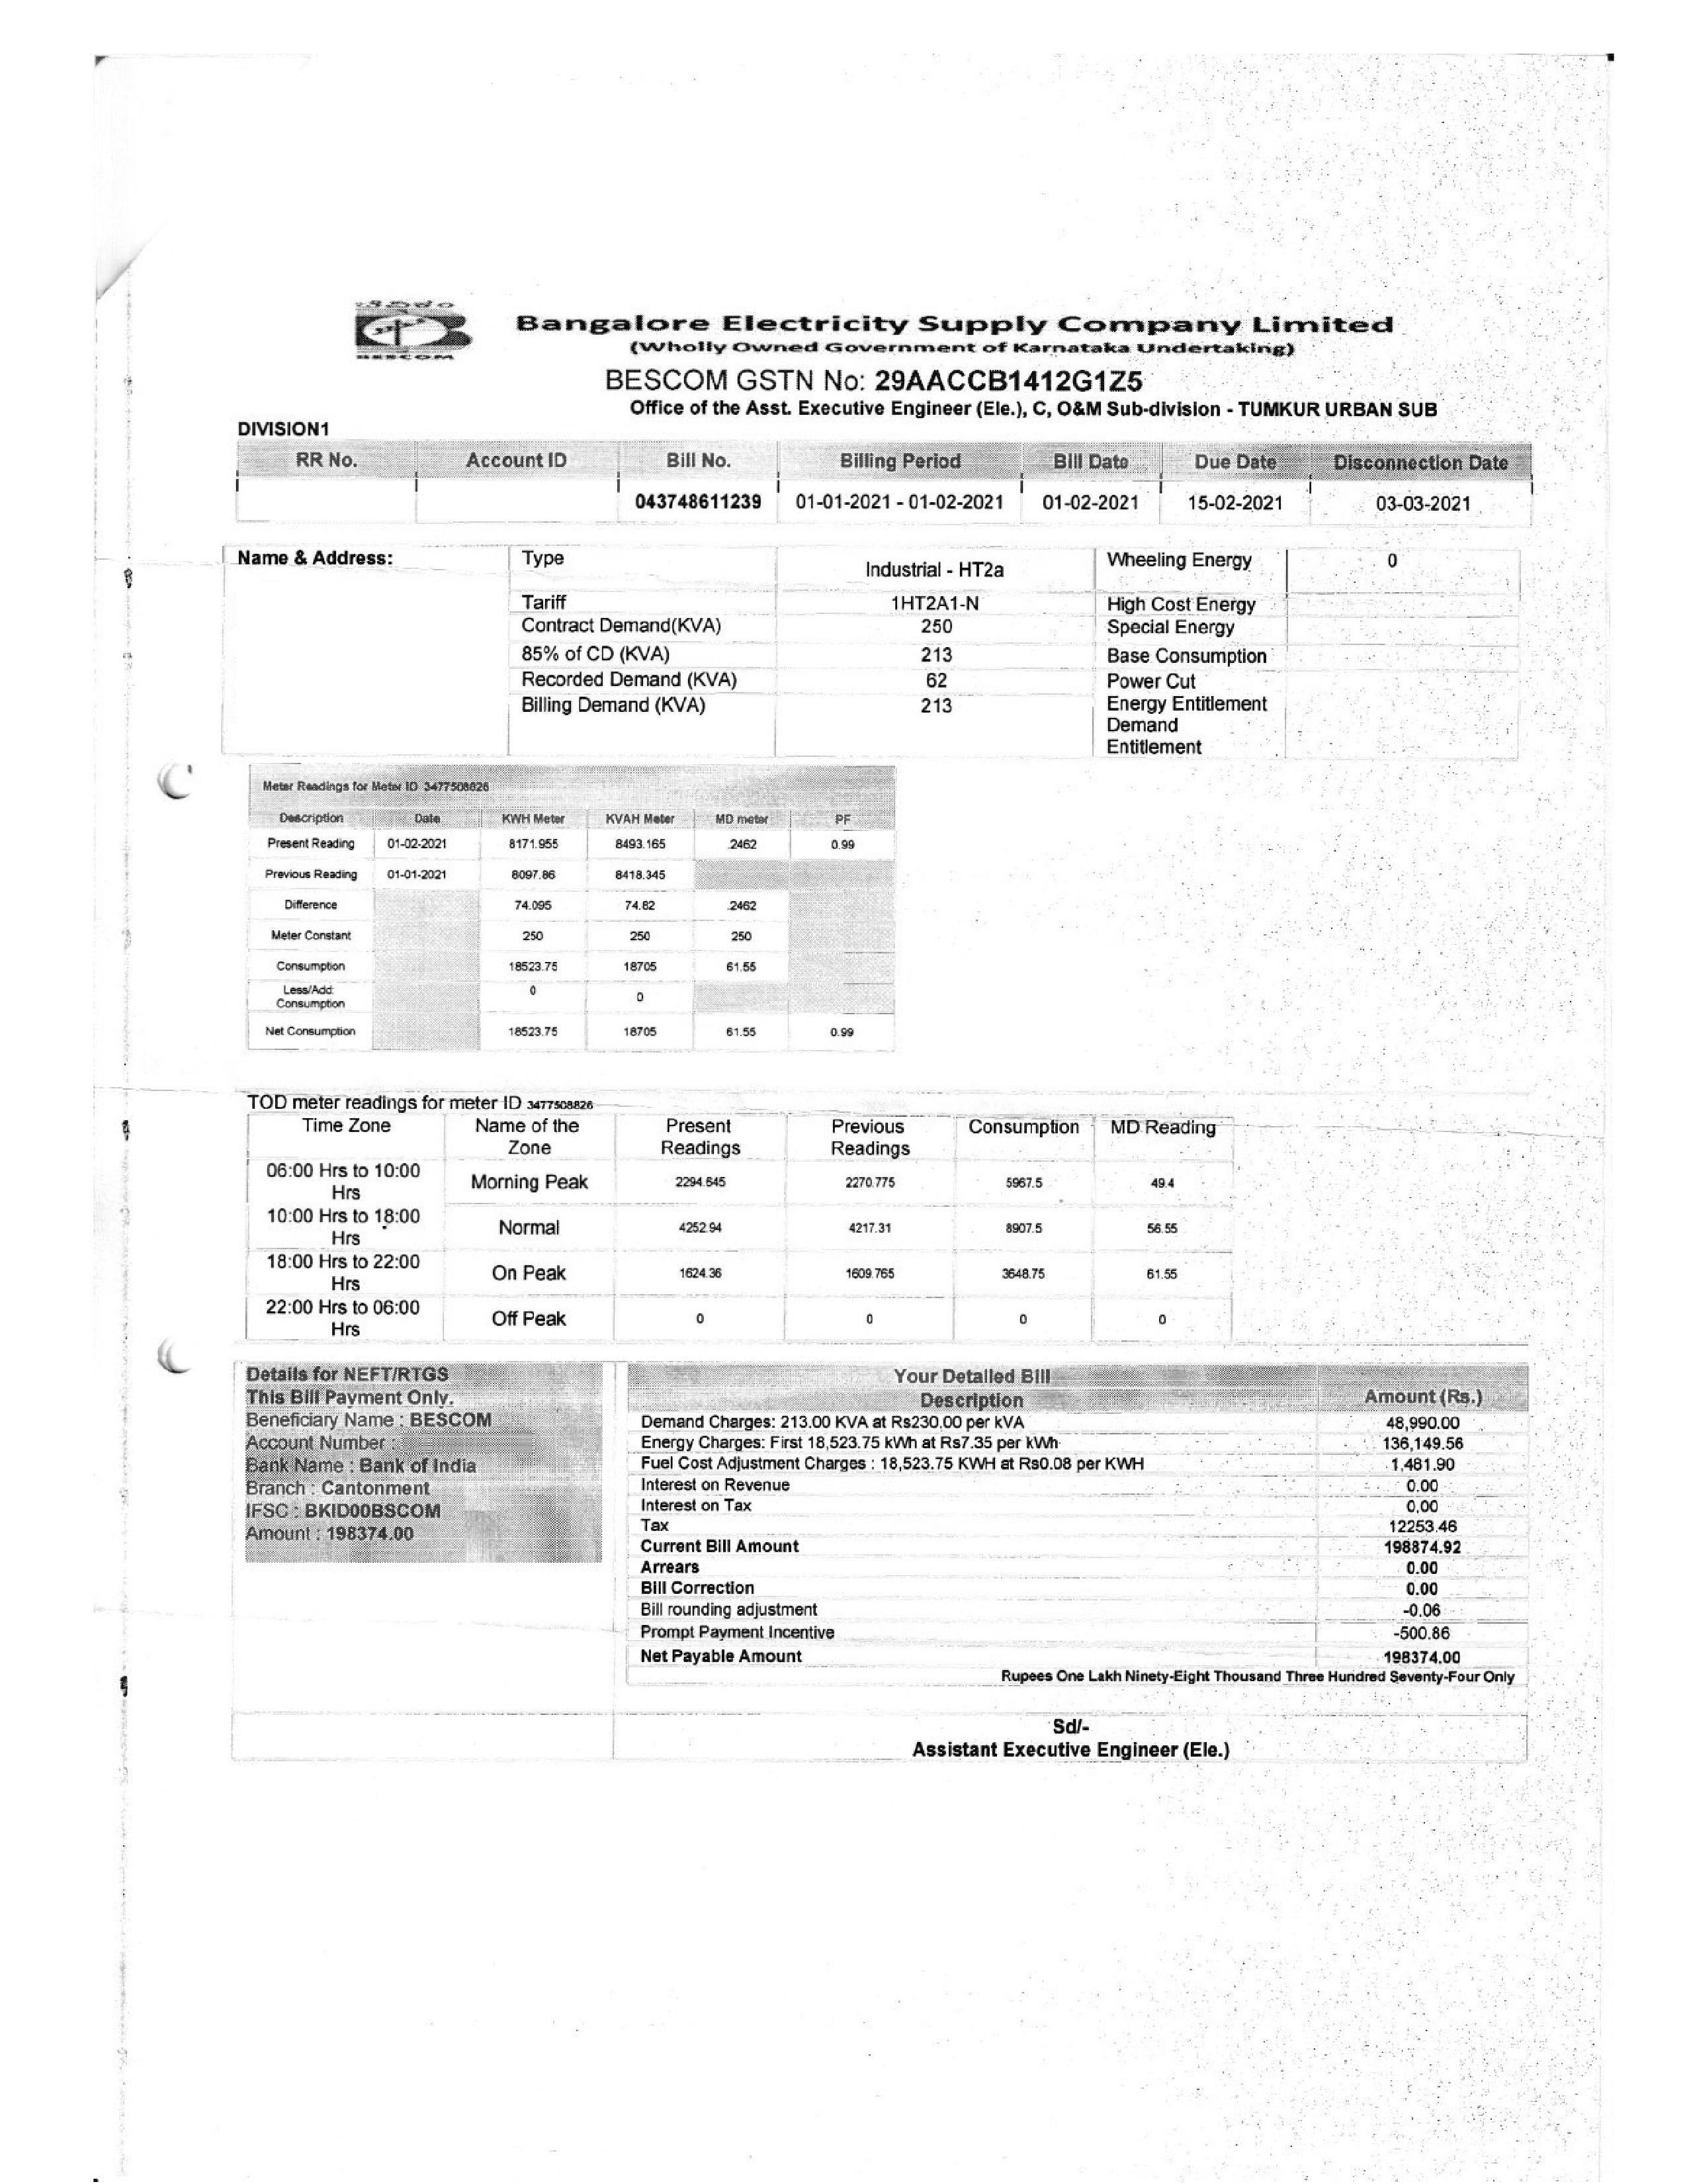 BESCOM
Bangalore Electricity Supply Company Limited
(Wholly Owned Government of Karnataka Undertaking)
BESCOM GSTN No: 29AACCB1412G1Z5
Office of the Asst. Executive Engineer (Ele.), C, O&M Sub-division - TUMKUR URBAN SUB
DIVISION1
RR No. Account ID Bill No. Billing Period Bill Date Due Date Disconnection Date
043748611239 01-01-2021 - 01-02-2021 01-02-2021 15-02-2021 03-03-2021
Name & Address: Type Industrial - HT2a Wheeling Energy 0
Tariff 1HT2A1-N High Cost Energy
Contract Demand(KVA) 250 Special Energy
85% of CD (KVA) 213 Base Consumption
Recorded Demand (KVA) 62 Power Cut
Billing Demand (KVA) 213 Energy Entitlement
Demand
Entitlement
Meter Readings for Meter ID 3477508826
Description Date KWH Meter KVAH Meter MD meter PF
Present Reading 01-02-2021 8171.955 8493.165 .2462 0.99
Previous Reading 01-01-2021 8097.86 8418.345
Difference 74.095 74.82 .2462
Meter Constant 250 250 250
Consumption 18523.75 18705 61.55
Less/Add: 0 0
Consumption
Net Consumption 18523.75 18705 61.55 0.99
TOD meter readings for meter ID 3477508826
Time Zone Name of the Present Previous Consumption MD Reading
Zone Readings Readings
06:00 Hrs to 10:00
Hrs Morning Peak 2294.645 2270.775 5967.5 49.4
10:00 Hrs to 18:00
Hrs Normal 4252.94 4217.31 8907.5 56.55
18:00 Hrs to 22:00
Hrs On Peak 1624.36 1609.765 3648.75 61.55
22:00 Hrs to 06:00
Hrs Off Peak 0 0 0 0
Details for NEFT/RTGS
This Bill Payment Only.
Beneficiary Name : BESCOM
Account Number :
Bank Name : Bank of India
Branch : Cantonment
IFSC : BKID00BSCOM
Amount : 198374.00
Your Detailed Bill
Description Amount (Rs.)
Demand Charges: 213.00 KVA at Rs230.00 per kVA 48,990.00
Energy Charges: First 18,523.75 kWh at Rs7.35 per kWh 136,149.56
Fuel Cost Adjustment Charges : 18,523.75 KWH at Rs0.08 per KWH 1,481.90
Interest on Revenue 0.00
Interest on Tax 0.00
Tax 12253.46
Current Bill Amount 198874.92
Arrears 0.00
Bill Correction 0.00
Bill rounding adjustment -0.06
Prompt Payment Incentive -500.86
Net Payable Amount 198374.00
Rupees One Lakh Ninety-Eight Thousand Three Hundred Seventy-Four Only
Sd/-
Assistant Executive Engineer (Ele.)